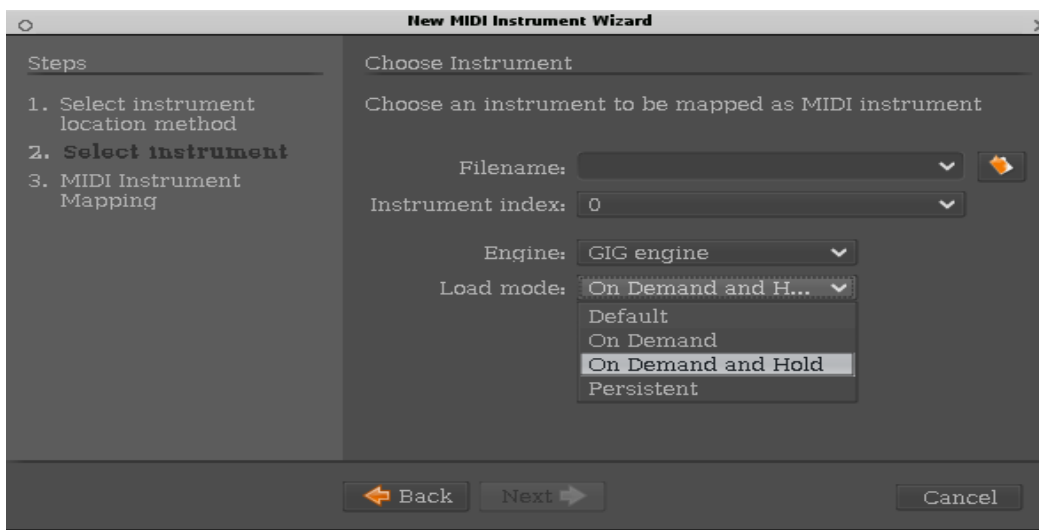 New MIDI Instrument Wizard
Steps
1. Select instrument
location method
2. Select instrument
3. MIDI Instrument
Mapping
Choose Instrument
Choose an instrument to be mapped as MIDI instrument
Filename:
Instrument index: 0
Engine: GIG engine
Load mode: On Demand and H...
Default
On Demand
On Demand and Hold
Persistent
Back
Next
Cancel